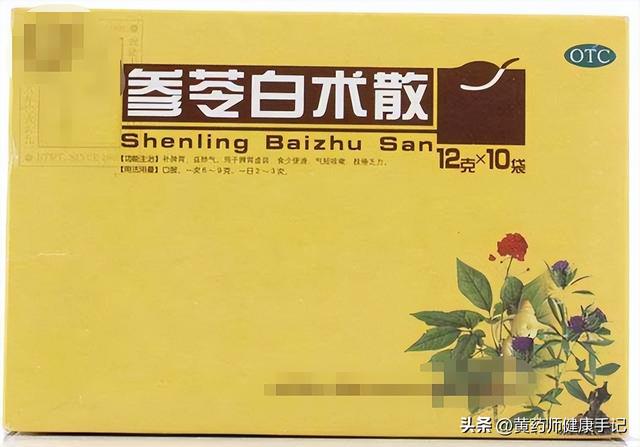 OTC
参苓白术散
Shenling Baizhu San
12克×10袋
【功能主治】 补脾胃，益肺气。用于脾胃虚弱，食少便溏，气短咳嗽，肢倦乏力。
【用法用量】 口服，一次6～9克，一日2～3次。
头条 @黄药师健康手记